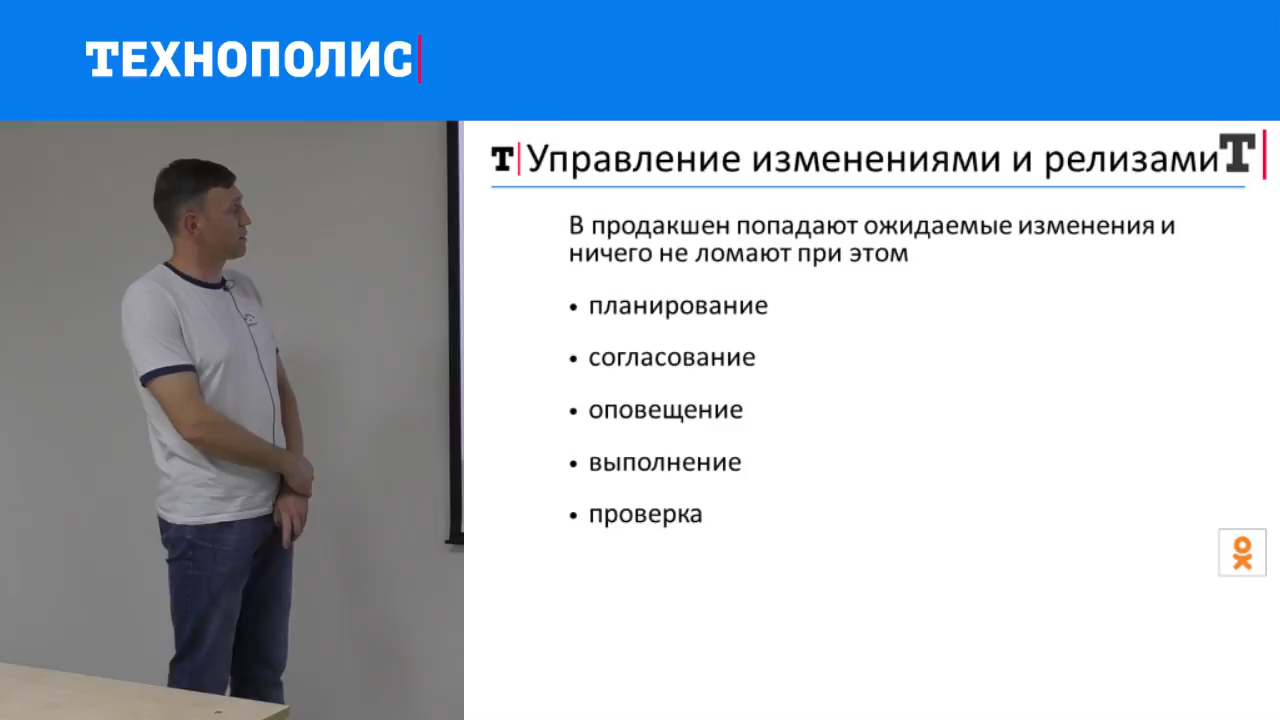 ТЕХНОПОЛИС
Т Управление изменениями и релизами Т
В продакшен попадают ожидаемые изменения и
ничего не ломают при этом
• планирование
• согласование
• оповещение
• выполнение
• проверка